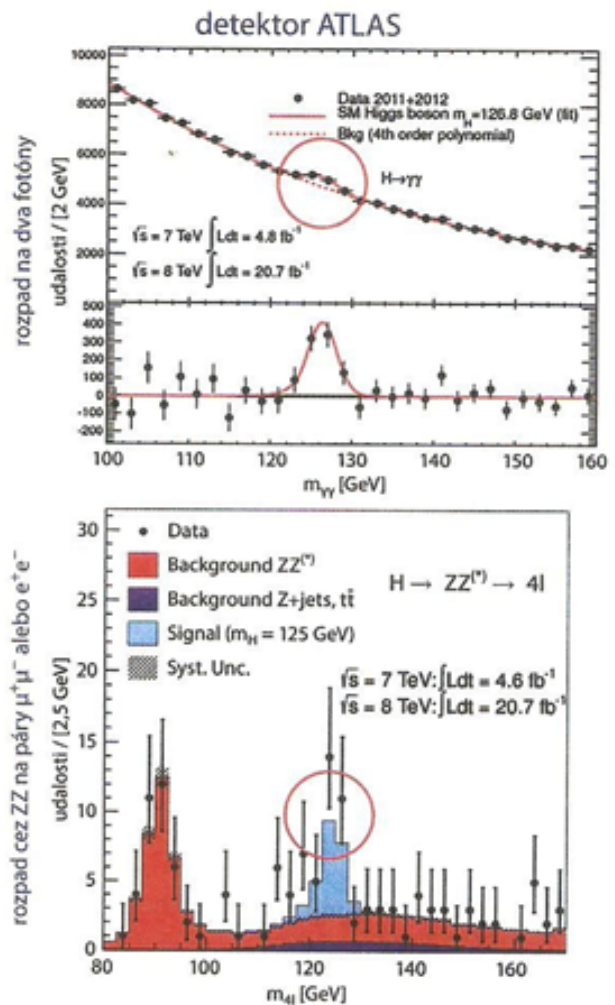 detektor ATLAS
rozpad na dva fotóny
udalosti / [2 GeV]
10000
8000
6000
4000
2000
Data 2011+2012
SM Higgs boson m_H=126.8 GeV (fit)
Bkg (4th order polynomial)
H→γγ
√s = 7 TeV ∫Ldt = 4.8 fb⁻¹
√s = 8 TeV ∫Ldt = 20.7 fb⁻¹
500
400
300
200
100
0
-100
-200
100 110 120 130 140 150 160
m_γγ [GeV]
rozpad cez ZZ na páry μ⁺μ⁻ alebo e⁺e⁻
udalosti / [2,5 GeV]
30
25
20
15
10
5
0
Data
Background ZZ⁽*⁾
Background Z+jets, tt̄
Signal (m_H = 125 GeV)
Syst. Unc.
H → ZZ⁽*⁾ → 4l
√s = 7 TeV:∫Ldt = 4.6 fb⁻¹
√s = 8 TeV:∫Ldt = 20.7 fb⁻¹
80 100 120 140 160
m_4l [GeV]